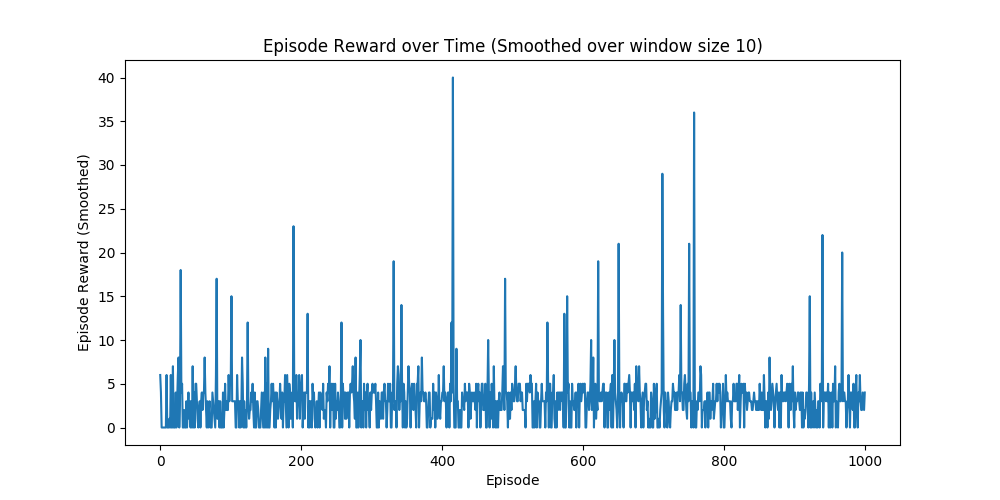 Episode Reward over Time (Smoothed over window size 10)
Episode Reward (Smoothed)
40
35
30
25
20
15
10
5
0
0 200 400 600 800 1000
Episode